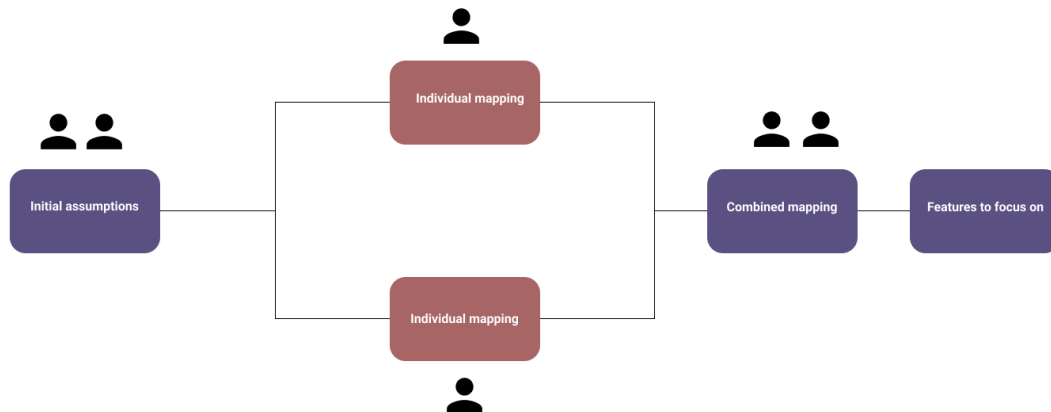 Initial assumptions
Individual mapping
Individual mapping
Combined mapping
Features to focus on